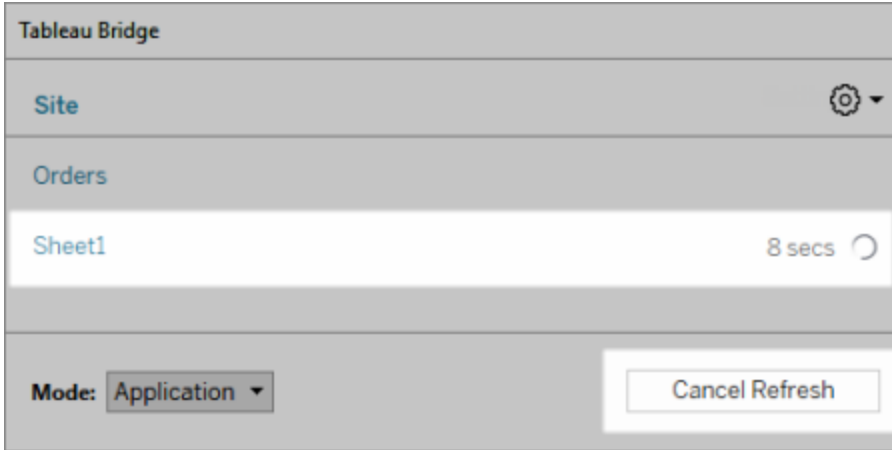 Tableau Bridge
Site
Orders
Sheet1 8 secs
Mode: Application Cancel Refresh